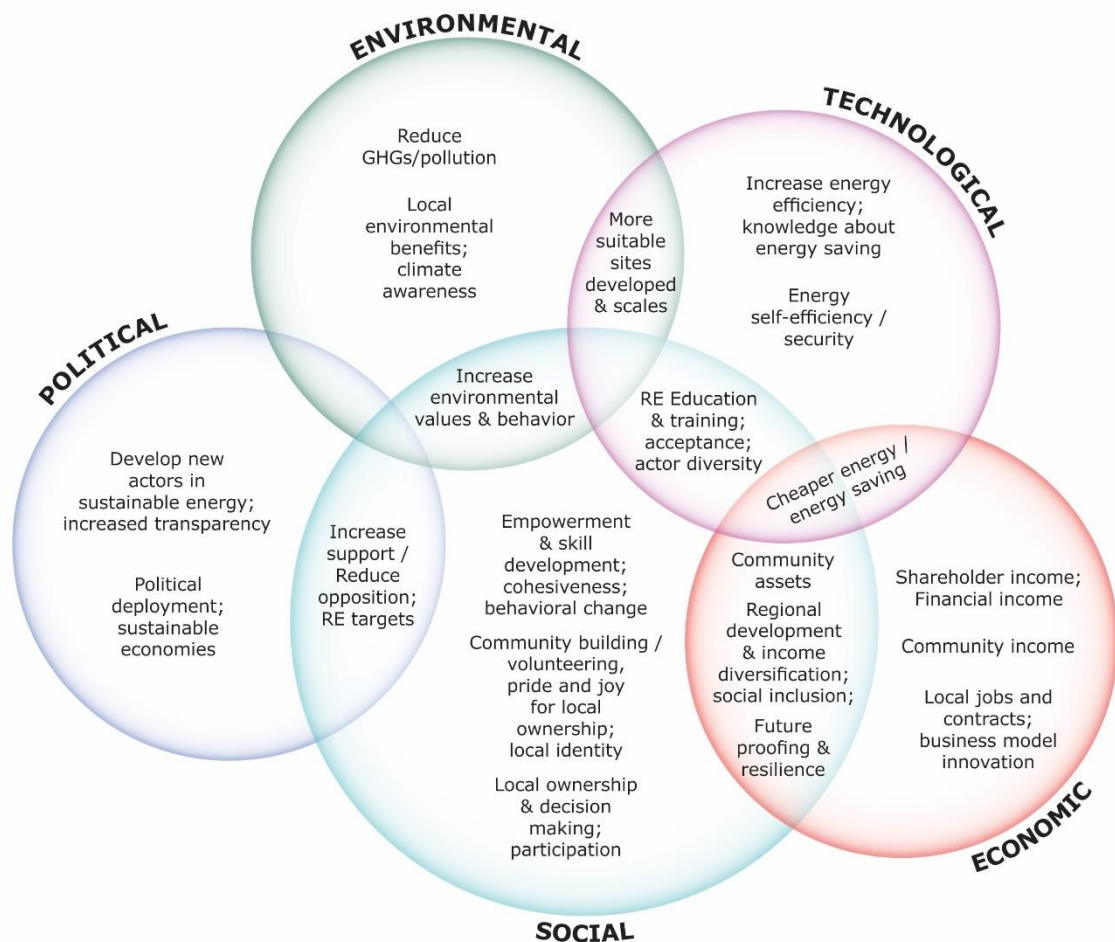 ENVIRONMENTAL
Reduce
GHGs/pollution
Local
environmental
benefits;
climate
awareness
TECHNOLOGICAL
Increase energy
efficiency;
knowledge about
energy saving
Energy
self-efficiency /
security
More
suitable
sites
developed
& scales
POLITICAL
Develop new
actors in
sustainable energy;
increased transparency
Political
deployment;
sustainable
economies
Increase
environmental
values & behavior
RE Education
& training;
acceptance;
actor diversity
Cheaper energy /
energy saving
Increase
support /
Reduce
opposition;
RE targets
Empowerment
& skill
development;
cohesiveness;
behavioral change
Community building /
volunteering,
pride and joy
for local
ownership;
local identity
Local ownership
& decision
making;
participation
SOCIAL
Community
assets
Regional
development
& income
diversification;
social inclusion;
Future
proofing &
resilience
Shareholder income;
Financial income
Community income
Local jobs and
contracts;
business model
innovation
ECONOMIC